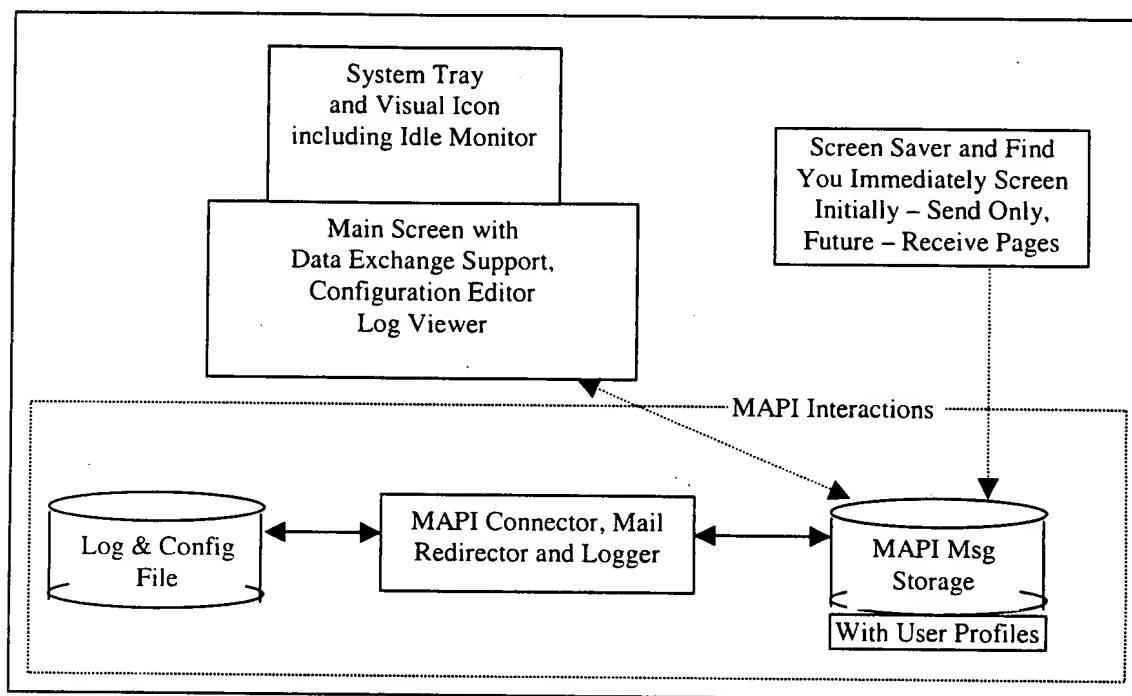 System Tray
and Visual Icon
including Idle Monitor
Screen Saver and Find
You Immediately Screen
Initially – Send Only,
Future – Receive Pages
Main Screen with
Data Exchange Support,
Configuration Editor
Log Viewer
MAPI Interactions
Log & Config
File
MAPI Connector, Mail
Redirector and Logger
MAPI Msg
Storage
With User Profiles